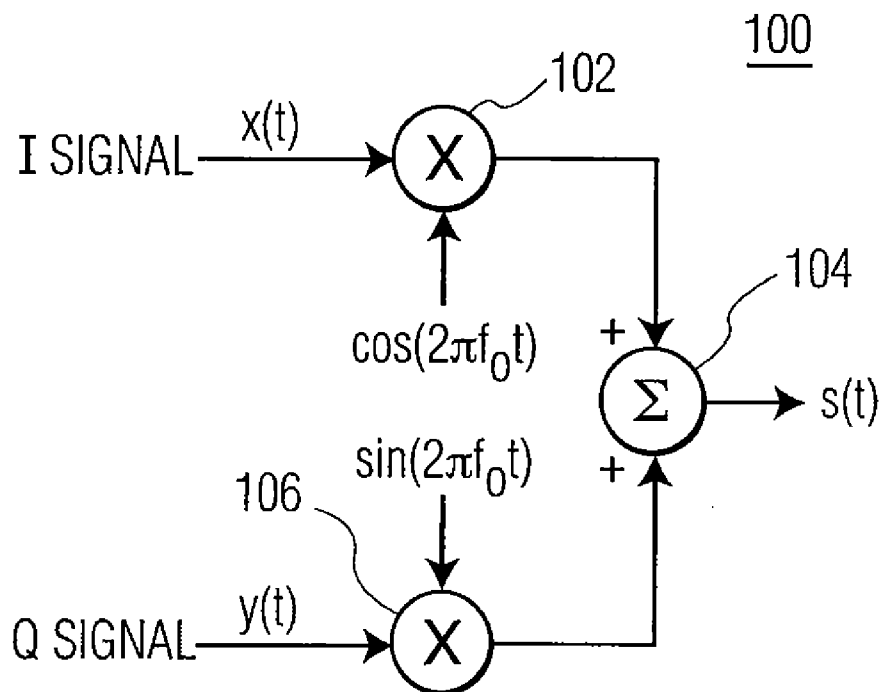 100
102
x(t)
I SIGNAL
X
104
cos(2πf₀t)
+
Σ
s(t)
+
sin(2πf₀t)
106
y(t)
Q SIGNAL
X